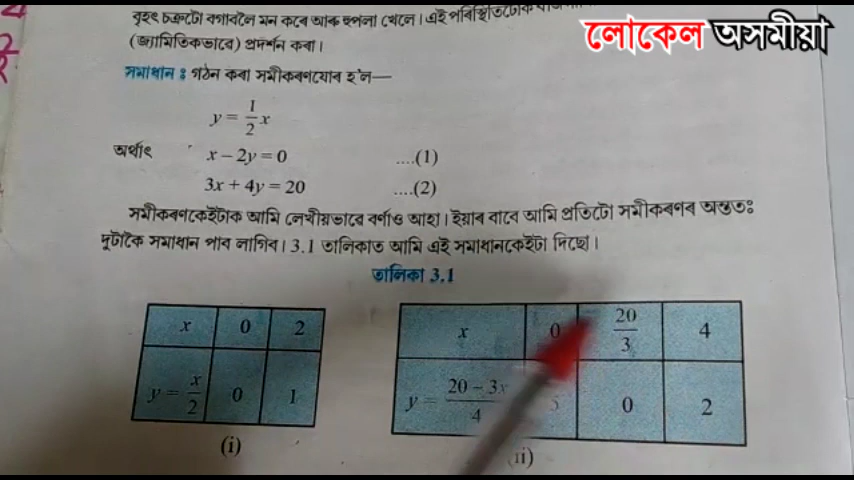 লোকেল অসমীয়া
বৃহৎ চক্ৰটো বগাবলৈ মন কৰে আৰু হুপলা খেলে। এই পৰিস্থিতিটোক
(জ্যামিতিকভাৱে) প্ৰদৰ্শন কৰা।
সমাধান : গঠন কৰা সমীকৰণযোৰ হ'ল—
y = 1/2 x
অৰ্থাৎ x − 2y = 0 ....(1)
3x + 4y = 20 ....(2)
সমীকৰণকেইটাক আমি লেখীয়ভাৱে বৰ্ণাওঁ আহা। ইয়াৰ বাবে আমি প্ৰতিটো সমীকৰণৰ অন্ততঃ
দুটাকৈ সমাধান পাব লাগিব। 3.1 তালিকাত আমি এই সমাধানকেইটা দিছো।
তালিকা 3.1
x 0 2
y = x/2 0 1
(i)
x 0 20/3 4
y = (20 − 3x)/4 5 0 2
(ii)